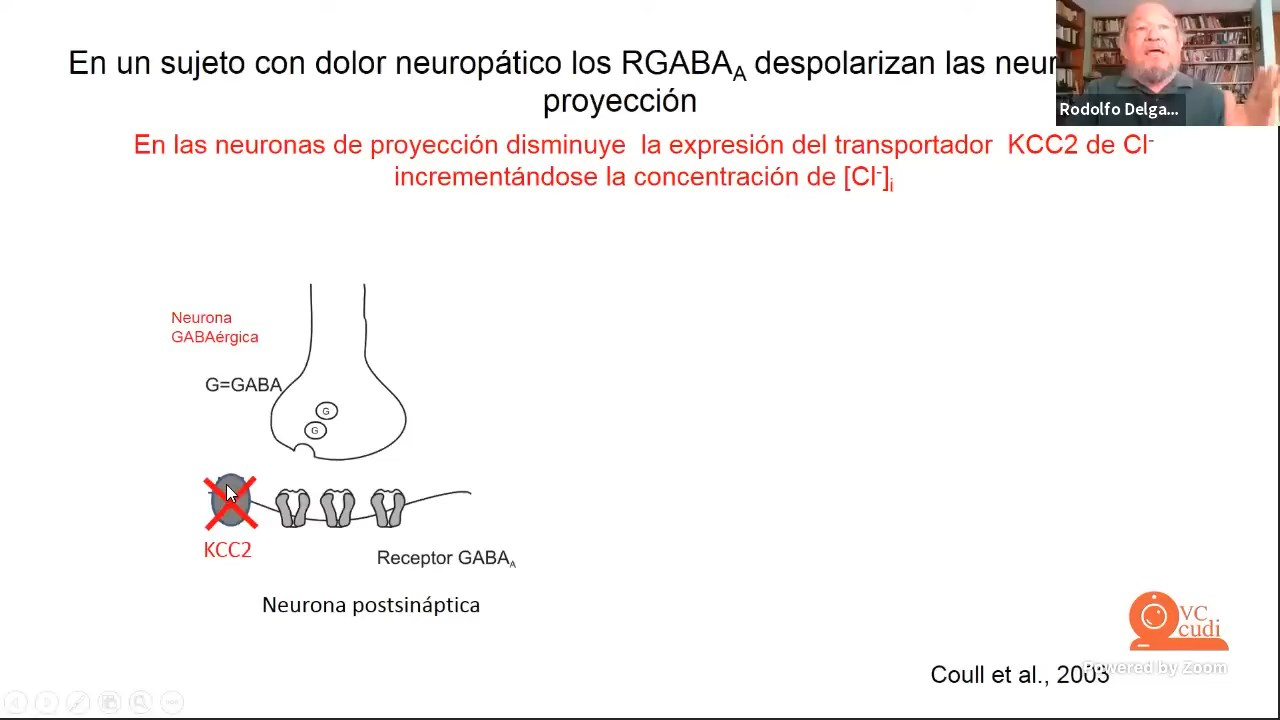 En un sujeto con dolor neuropático los RGABAA despolarizan las neur
proyección
Rodolfo Delga...
En las neuronas de proyección disminuye la expresión del transportador KCC2 de Cl-
incrementándose la concentración de [Cl-]i
Neurona
GABAérgica
G=GABA
G
G
KCC2
Receptor GABAA
Neurona postsináptica
VC
cudi
Powered by Zoom
Coull et al., 2003